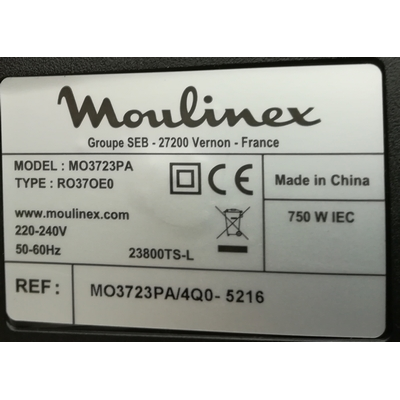 Moulinex
Groupe SEB - 27200 Vernon - France
MODEL : MO3723PA
TYPE : RO37OE0
CE
Made in China
www.moulinex.com
220-240V
50-60Hz
23800TS-L
750 W IEC
REF : MO3723PA/4Q0- 5216